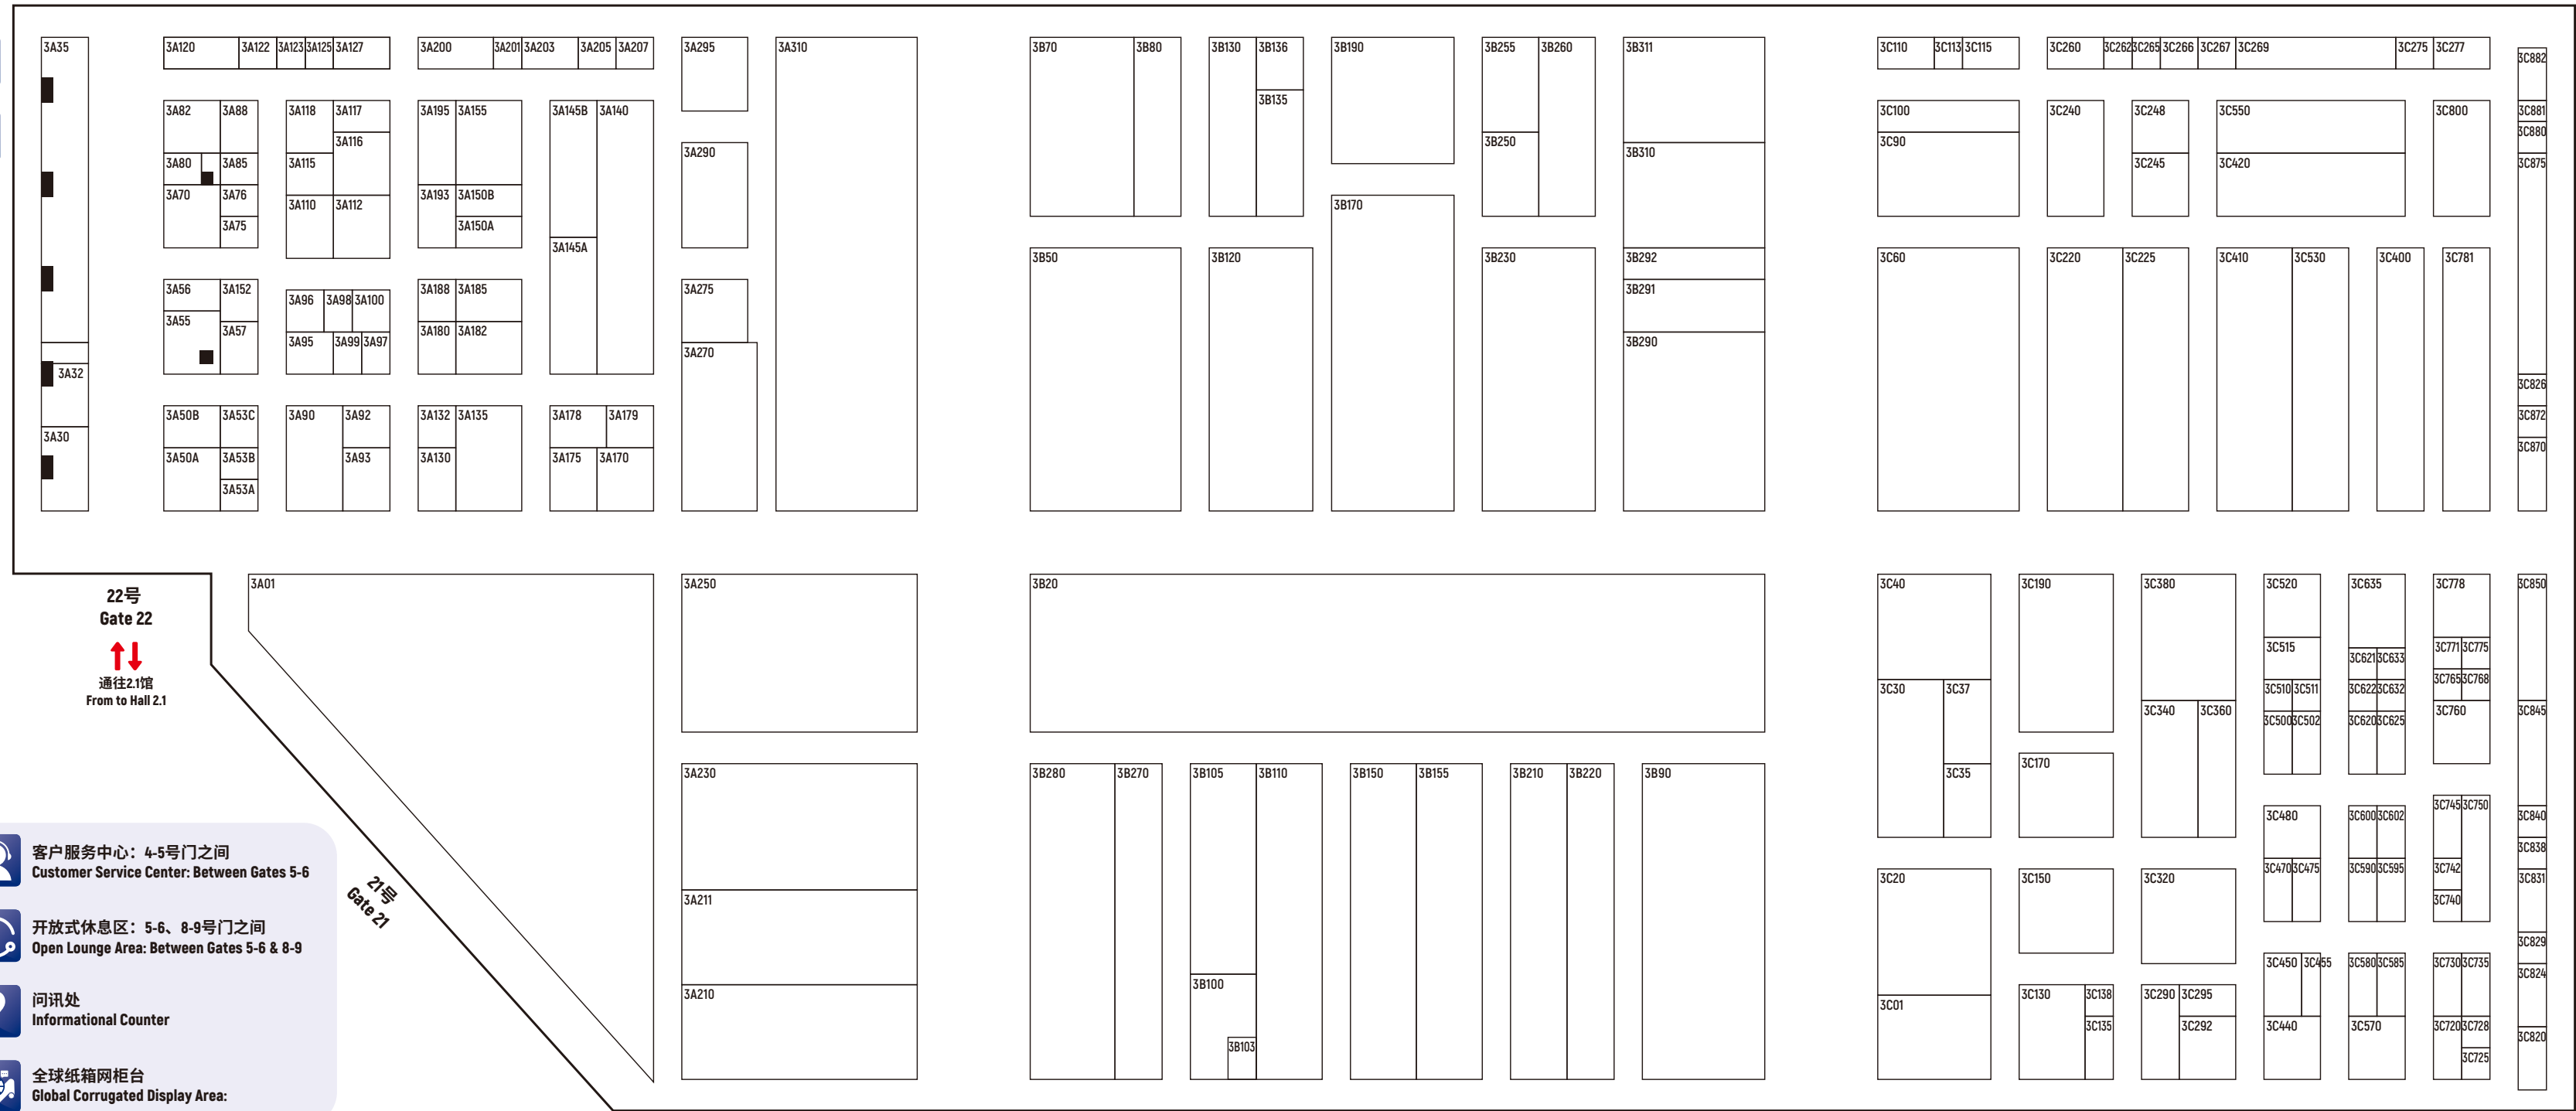 3A35
3A120
3A122
3A123
3A125
3A127
3A200
3A201
3A203
3A205
3A207
3A295
3A310
3B70
3B80
3B130
3B136
3B190
3B255
3B260
3B311
3C110
3C113
3C115
3C260
3C262
3C265
3C266
3C267
3C269
3C275
3C277
3C882
3A82
3A88
3A118
3A117
3A195
3A155
3A145B
3A140
3B135
3C100
3C240
3C248
3C550
3C800
3C881
3A116
3B250
3C90
3C880
3A80
3A85
3A115
3A290
3B310
3C245
3C420
3C875
3A70
3A76
3A110
3A112
3A193
3A150B
3B170
3A75
3A150A
3A145A
3B50
3B120
3B230
3B292
3C60
3C220
3C225
3C410
3C530
3C400
3C781
3A56
3A152
3A96
3A98
3A100
3A188
3A185
3A275
3B291
3A55
3A57
3A95
3A99
3A97
3A180
3A182
3A270
3B290
3A32
3C826
3A50B
3A53C
3A90
3A92
3A132
3A135
3A178
3A179
3C872
3A30
3A50A
3A53B
3A93
3A130
3A175
3A170
3C870
3A53A
22号
Gate 22
通往2.1馆
From to Hall 2.1
3A01
3A250
3B20
3C40
3C190
3C380
3C520
3C635
3C778
3C850
3C515
3C621
3C633
3C771
3C775
3C30
3C37
3C510
3C511
3C622
3C632
3C765
3C768
3C340
3C360
3C500
3C502
3C620
3C625
3C760
3C845
3A230
3B280
3B270
3B105
3B110
3B150
3B155
3B210
3B220
3B90
3C35
3C170
3C480
3C600
3C602
3C745
3C750
3C840
3C838
3A211
3C20
3C150
3C320
3C470
3C475
3C590
3C595
3C742
3C831
3C740
3C829
3A210
3B100
3C450
3C455
3C580
3C585
3C730
3C735
3C824
3C01
3C130
3C138
3C290
3C295
3B103
3C135
3C292
3C440
3C570
3C720
3C728
3C820
3C725
21号
Gate 21
客户服务中心：4-5号门之间
Customer Service Center: Between Gates 5-6
开放式休息区：5-6、8-9号门之间
Open Lounge Area: Between Gates 5-6 & 8-9
问讯处
Informational Counter
全球纸箱网柜台
Global Corrugated Display Area: